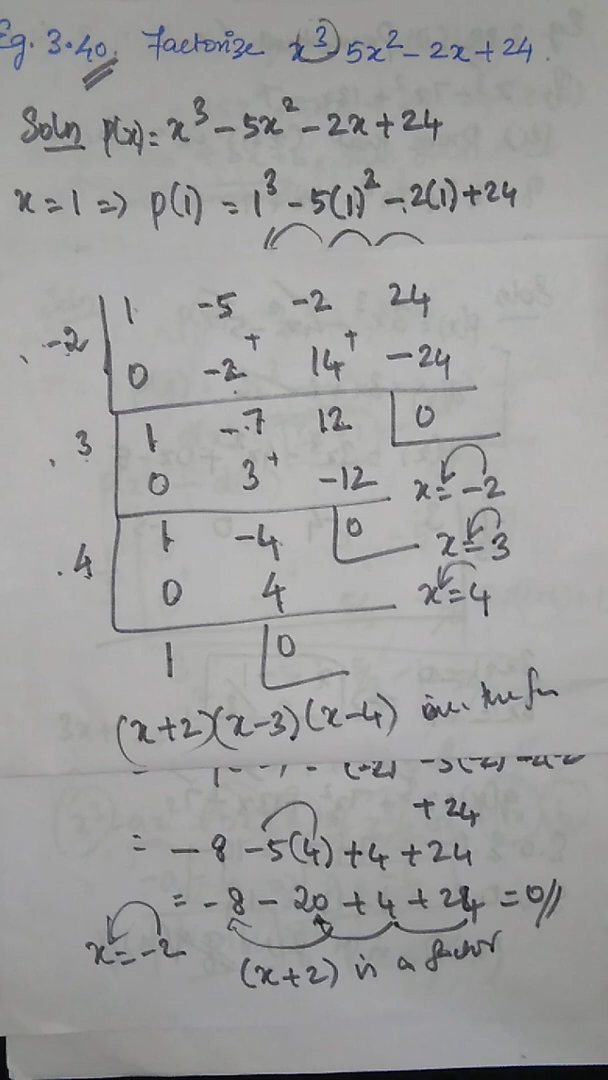 Eg. 3.40. Factorize x³ 5x² - 2x + 24.
Soln p(x) = x³ - 5x² - 2x + 24
x = 1 => p(1) = 1³ - 5(1)² - 2(1) + 24
1 -5 -2 24
-2
0 -2 + 14 + -24
1 -7 12 0
3
0 3 + -12
x = -2
1 -4 0
x = 3
4
0 4
x = 4
1 0
(x+2)(x-3)(x-4)
+ 24
= -8 - 5(4) + 4 + 24
= -8 - 20 + 4 + 24 = 0//
x = -2
(x+2) is a factor